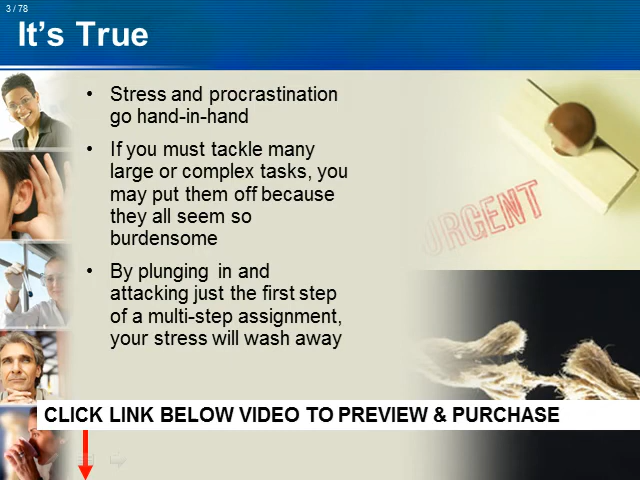 3 / 78
It's True
• Stress and procrastination
go hand-in-hand
• If you must tackle many
large or complex tasks, you
may put them off because
they all seem so
burdensome
• By plunging in and
attacking just the first step
of a multi-step assignment,
your stress will wash away
URGENT
CLICK LINK BELOW VIDEO TO PREVIEW & PURCHASE